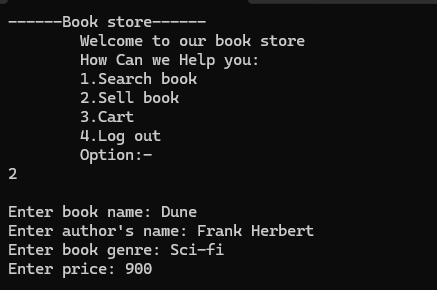 ------Book store------
Welcome to our book store
How Can we Help you:
1.Search book
2.Sell book
3.Cart
4.Log out
Option:-
2
Enter book name: Dune
Enter author's name: Frank Herbert
Enter book genre: Sci-fi
Enter price: 900